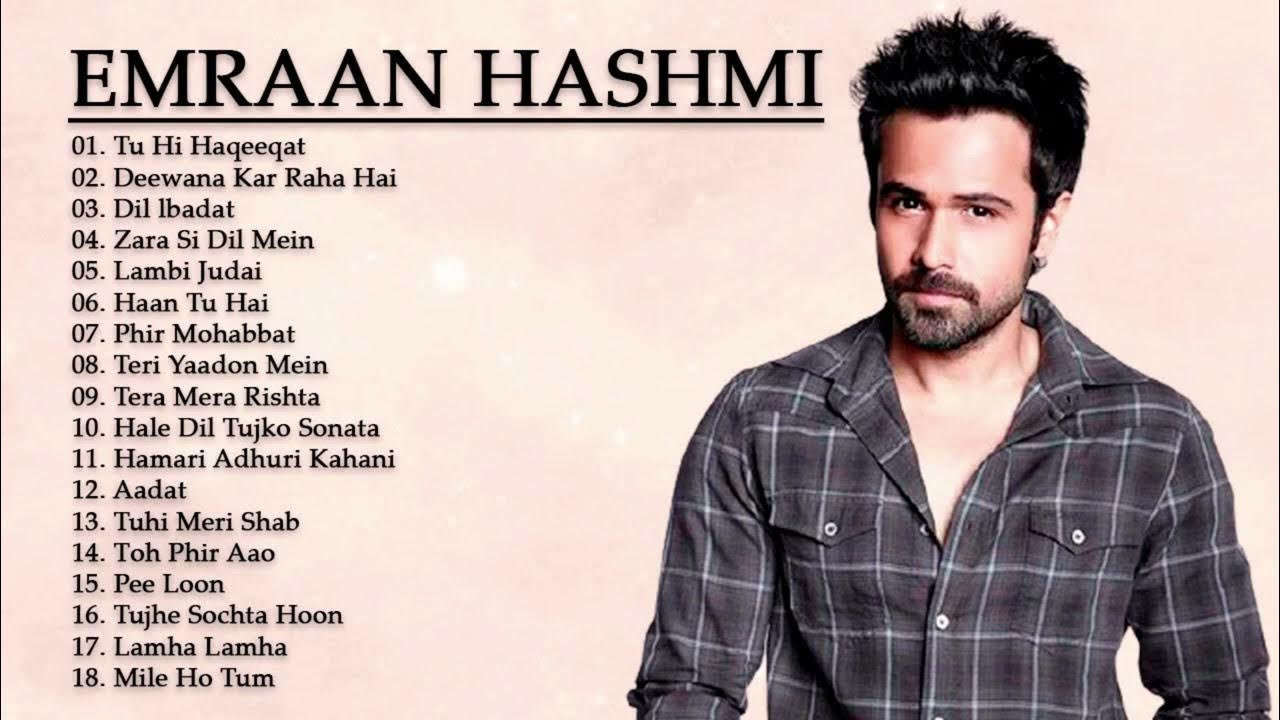 EMRAAN HASHMI
01. Tu Hi Haqeeqat
02. Deewana Kar Raha Hai
03. Dil lbadat
04. Zara Si Dil Mein
05. Lambi Judai
06. Haan Tu Hai
07. Phir Mohabbat
08. Teri Yaadon Mein
09. Tera Mera Rishta
10. Hale Dil Tujko Sonata
11. Hamari Adhuri Kahani
12. Aadat
13. Tuhi Meri Shab
14. Toh Phir Aao
15. Pee Loon
16. Tujhe Sochta Hoon
17. Lamha Lamha
18. Mile Ho Tum